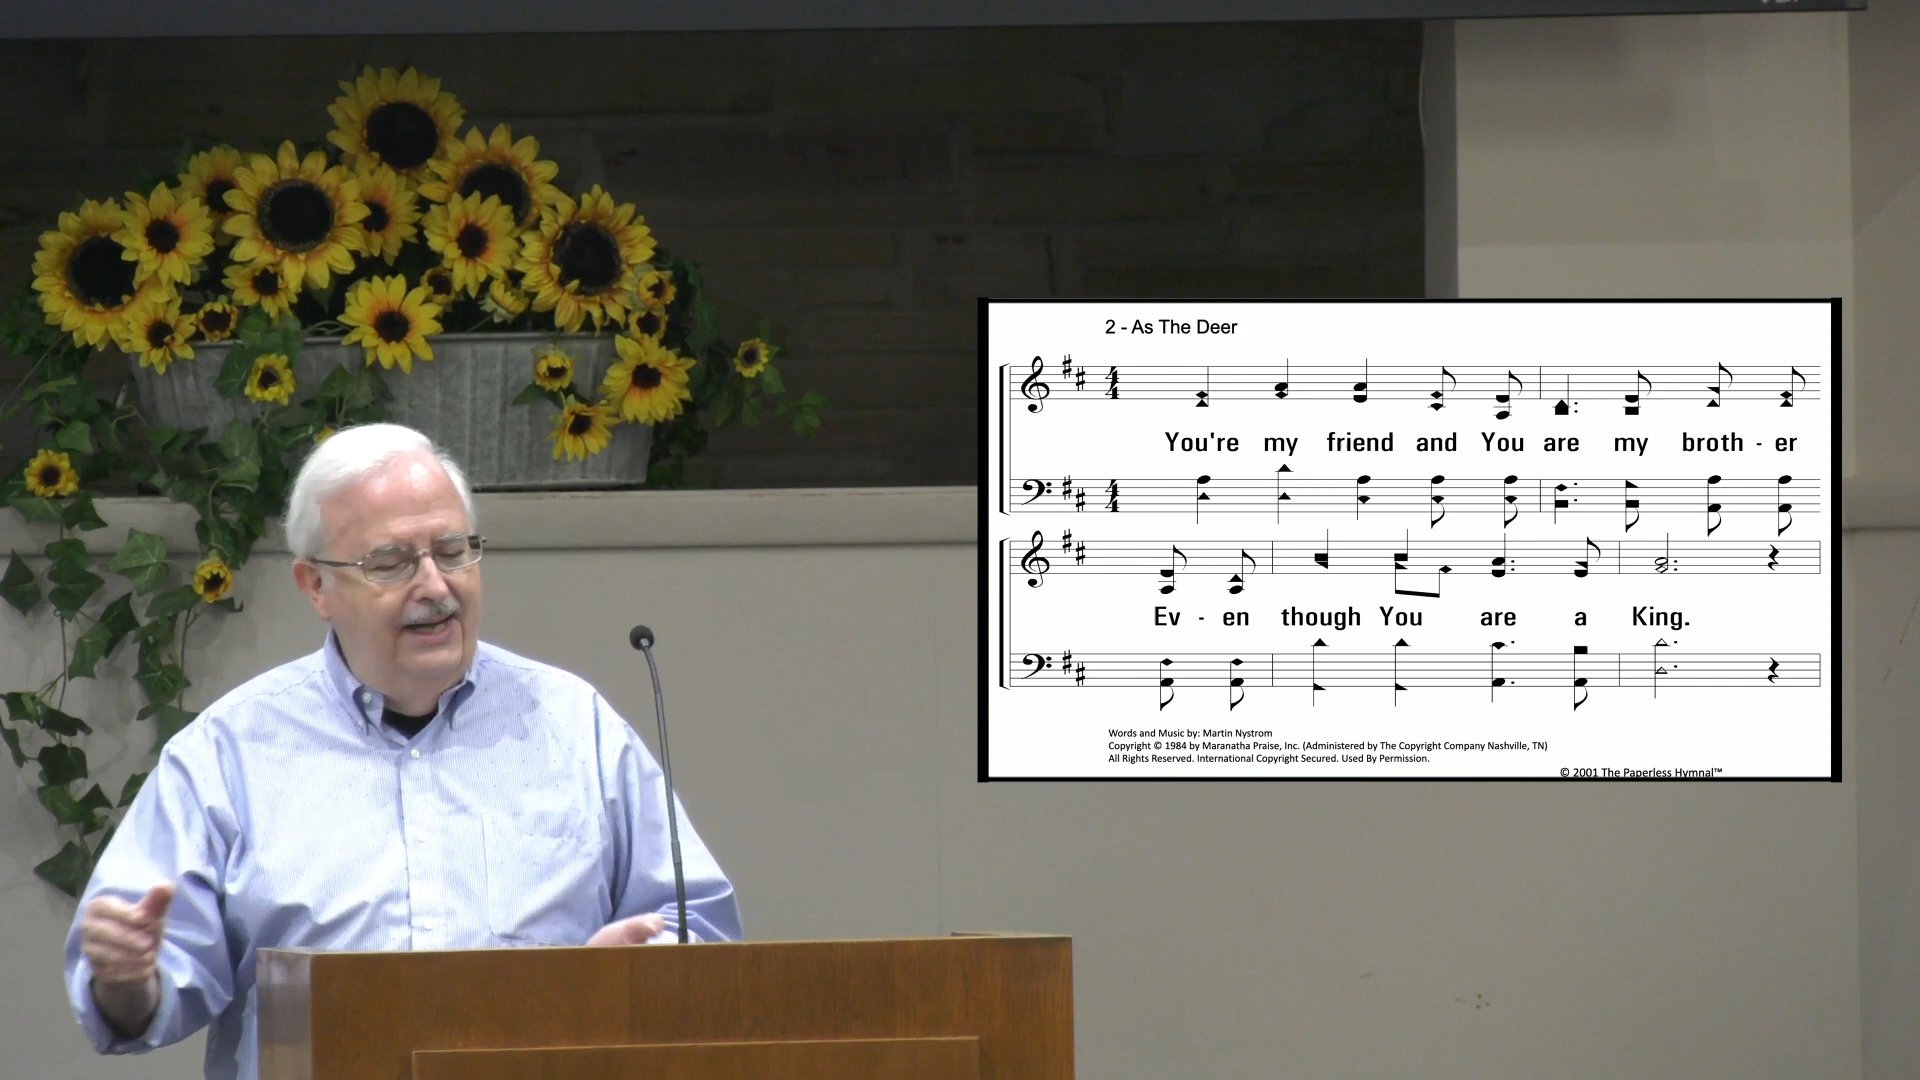 2 - As The Deer
You're my friend and You are my broth - er
Ev - en though You are a King.
Words and Music by: Martin Nystrom
Copyright © 1984 by Maranatha Praise, Inc. (Administered by The Copyright Company Nashville, TN)
All Rights Reserved. International Copyright Secured. Used By Permission.
© 2001 The Paperless Hymnal™